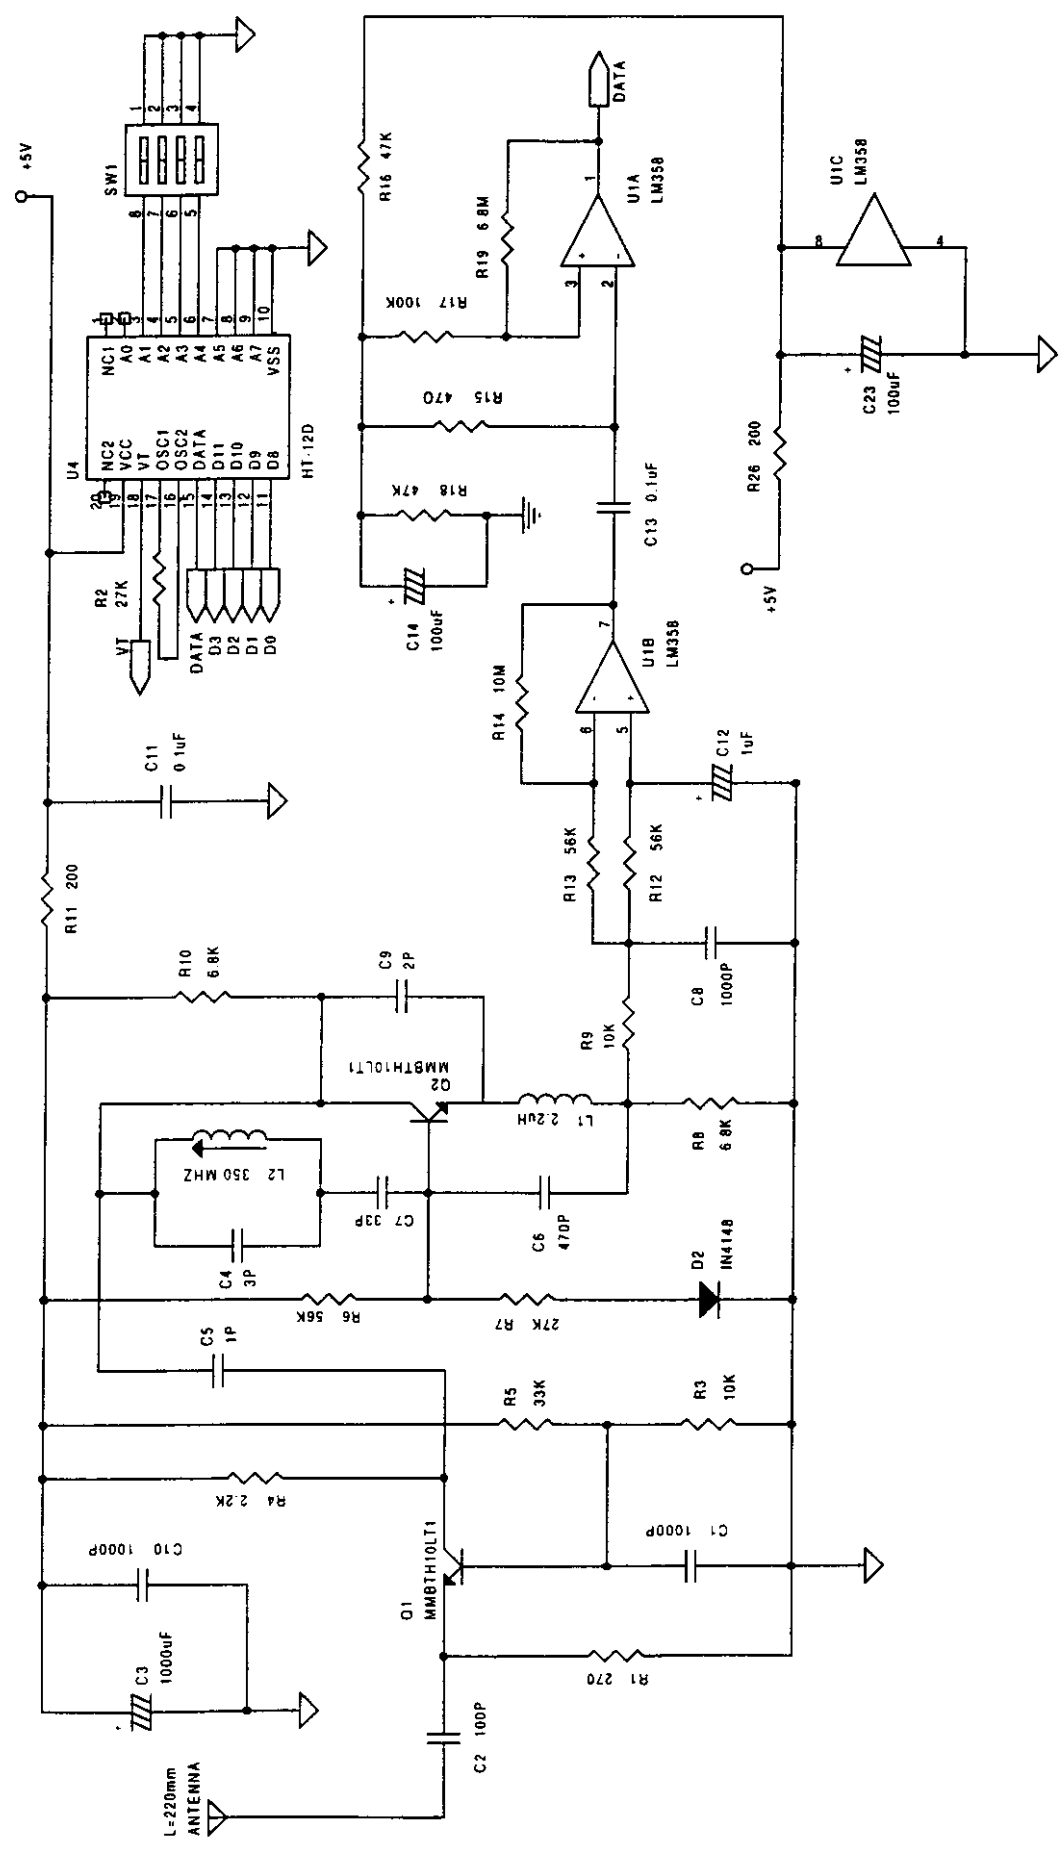 +5V
SW1
1
2
3
4
8
7
6
5
U4
HT-12D
NC1
A0
A1
A2
A3
A4
A5
A6
A7
VSS
1
2
3
4
5
6
7
8
9
10
NC2
VCC
VT
OSC1
OSC2
DATA
D11
D10
D9
D8
20
19
18
17
16
15
14
13
12
11
R2
27K
VT
DATA
D3
D2
D1
D0
C11
0.1uF
R11 200
R10
6.8K
C9
2P
MMBTH10LT1
Q2
L1
2.2uH
L2 350 MHZ
C4
3P
C7 33P
C6
470P
R9
10K
R8
6.8K
R6
56K
R7
27K
D2
IN4148
C5
1P
R5
33K
R3
10K
R4 2.2K
C10 1000P
C3
1000uF
Q1
MMBTH10LT1
C1 1000P
R1
270
C2 100P
L=220mm
ANTENNA
C8
1000P
R13 56K
R12 56K
R14 10M
6
5
7
-
+
U1B
LM358
+
C12
1uF
C13 0.1uF
+
C14
100uF
R18
47K
R15
470
R17 100K
R16 47K
R19 6.8M
3
2
1
+
-
U1A
LM358
DATA
+5V
R26 200
+
C23
100uF
U1C
LM358
8
4
+